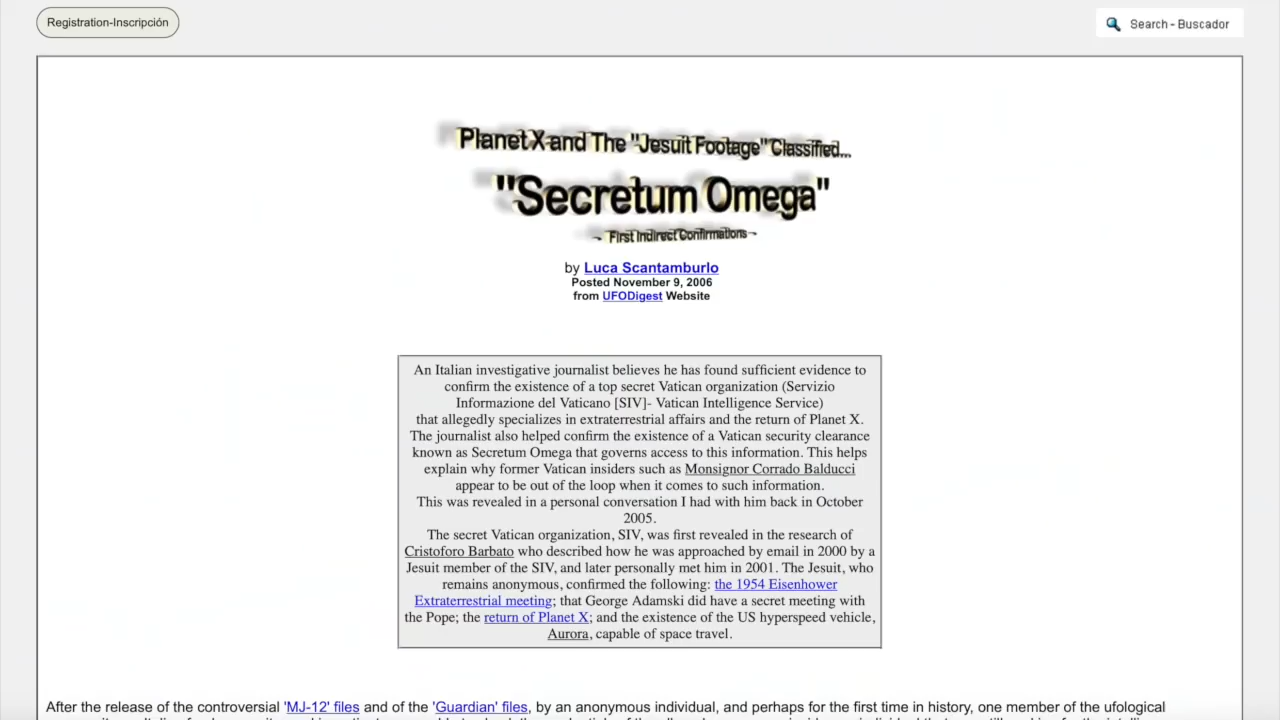 Registration-Inscripción
Search - Buscador
Planet X and The "Jesuit Footage" Classified...
"Secretum Omega"
~ First Indirect Confirmations ~
by Luca Scantamburlo
Posted November 9, 2006
from UFODigest Website
An Italian investigative journalist believes he has found sufficient evidence to
confirm the existence of a top secret Vatican organization (Servizio
Informazione del Vaticano [SIV]- Vatican Intelligence Service)
that allegedly specializes in extraterrestrial affairs and the return of Planet X.
The journalist also helped confirm the existence of a Vatican security clearance
known as Secretum Omega that governs access to this information. This helps
explain why former Vatican insiders such as Monsignor Corrado Balducci
appear to be out of the loop when it comes to such information.
This was revealed in a personal conversation I had with him back in October
2005.
The secret Vatican organization, SIV, was first revealed in the research of
Cristoforo Barbato who described how he was approached by email in 2000 by a
Jesuit member of the SIV, and later personally met him in 2001. The Jesuit, who
remains anonymous, confirmed the following: the 1954 Eisenhower
Extraterrestrial meeting; that George Adamski did have a secret meeting with
the Pope; the return of Planet X; and the existence of the US hyperspeed vehicle,
Aurora, capable of space travel.
After the release of the controversial 'MJ-12' files and of the 'Guardian' files, by an anonymous individual, and perhaps for the first time in history, one member of the ufological